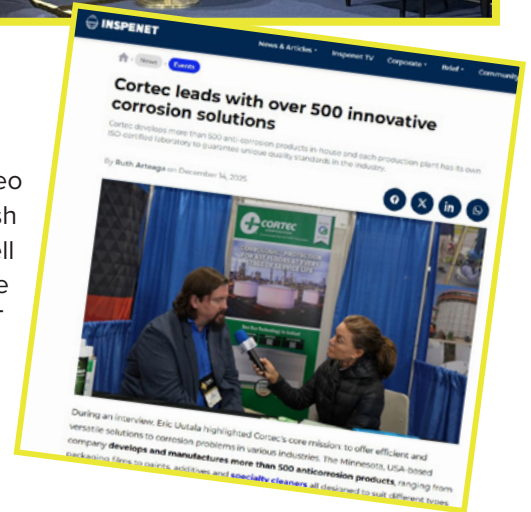 INSPENET
News & Articles
Inspenet TV
Corporate
Brief
Community
News
Events
Cortec leads with over 500 innovative
corrosion solutions
Cortec develops more than 500 anti-corrosion products in-house and each production plant has its own
ISO-certified laboratory to guarantee unique quality standards in the industry.
By Ruth Arteaga on December 14, 2025
eo
sh
ell
e
CORTEC
During an interview, Eric Uutala highlighted Cortec's core mission: to offer efficient and
versatile solutions to corrosion problems in various industries. The Minnesota, USA-based
company develops and manufactures more than 500 anticorrosion products, ranging from
packaging films to paints, additives and specialty cleaners all designed to suit different types